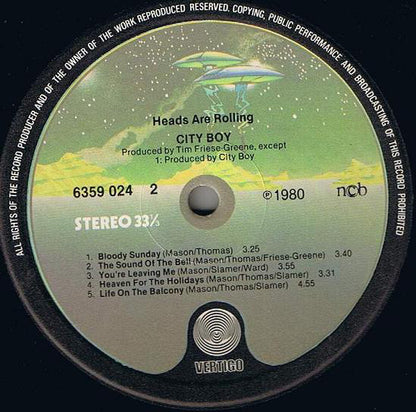 ALL RIGHTS OF THE RECORD PRODUCER AND OF THE OWNER OF THE WORK REPRODUCED RESERVED. COPYING, PUBLIC PERFORMANCE AND BROADCASTING OF THIS RECORD PROHIBITED
Heads Are Rolling
CITY BOY
Produced by Tim Friese-Greene, except
1: Produced by City Boy
6359 024 2 ℗ 1980 ncb
STEREO 33⅓
1. Bloody Sunday (Mason/Thomas) 3.25
2. The Sound Of The Bell (Mason/Thomas/Friese-Greene) 3.40
3. You're Leaving Me (Mason/Slamer/Ward) 3.55
4. Heaven For The Holidays (Mason/Thomas/Slamer) 3.31
5. Life On The Balcony (Mason/Thomas/Slamer) 4.55
VERTIGO